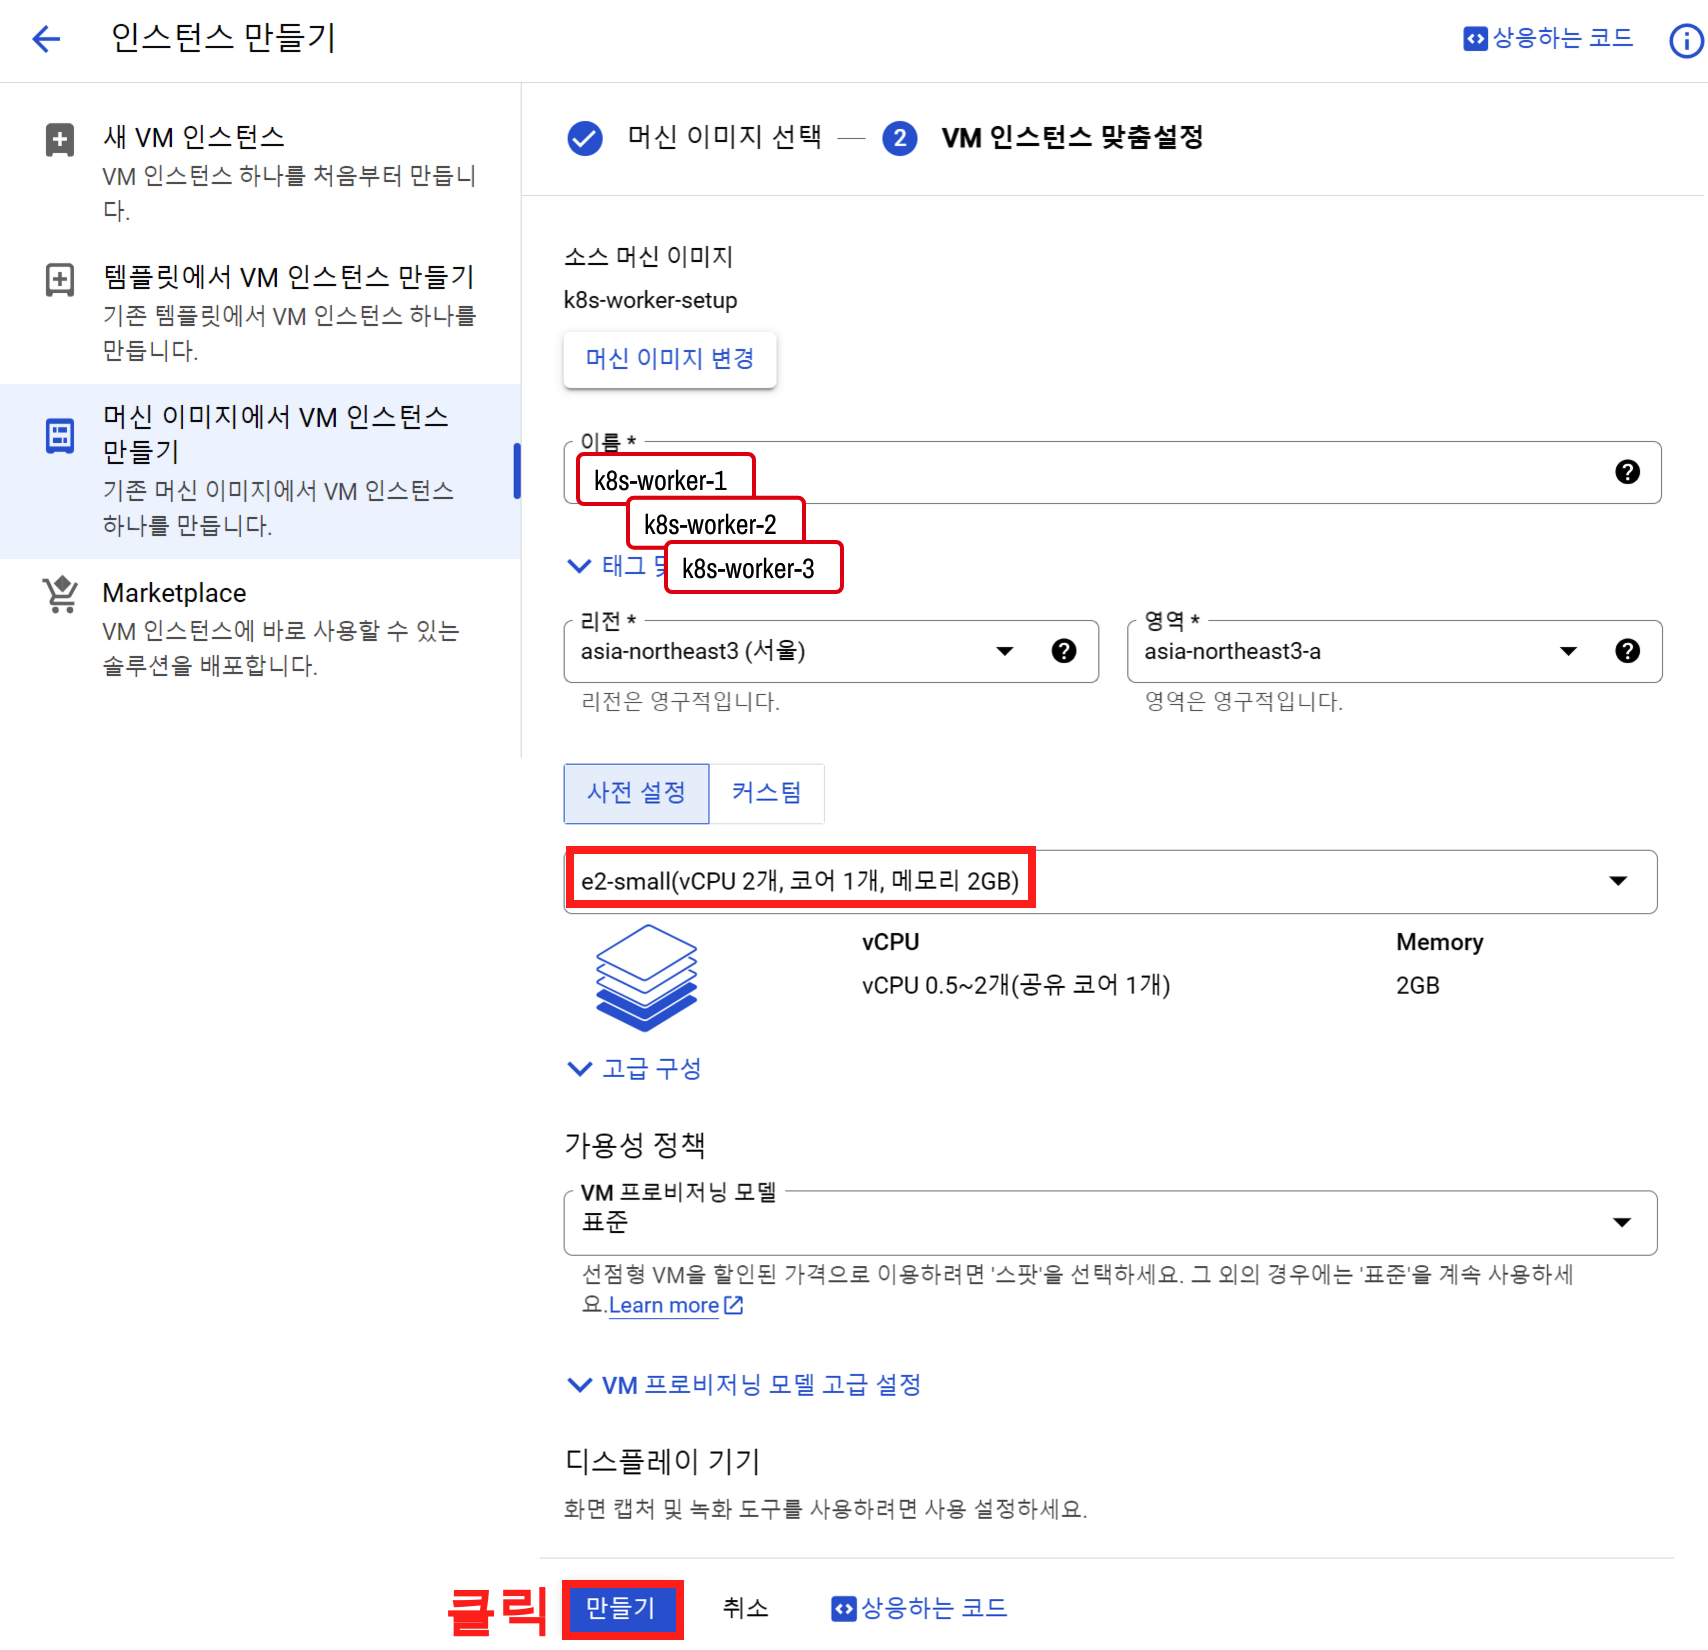 인스턴스 만들기
상응하는 코드
새 VM 인스턴스
VM 인스턴스 하나를 처음부터 만듭니
다.
템플릿에서 VM 인스턴스 만들기
기존 템플릿에서 VM 인스턴스 하나를
만듭니다.
머신 이미지에서 VM 인스턴스
만들기
기존 머신 이미지에서 VM 인스턴스
하나를 만듭니다.
Marketplace
VM 인스턴스에 바로 사용할 수 있는
솔루션을 배포합니다.
머신 이미지 선택
2 VM 인스턴스 맞춤설정
소스 머신 이미지
k8s-worker-setup
머신 이미지 변경
이름 *
k8s-worker-1
k8s-worker-2
태그
k8s-worker-3
리전 *
asia-northeast3 (서울)
리전은 영구적입니다.
영역 *
asia-northeast3-a
영역은 영구적입니다.
사전 설정
커스텀
e2-small(vCPU 2개, 코어 1개, 메모리 2GB)
vCPU
Memory
vCPU 0.5~2개(공유 코어 1개)
2GB
고급 구성
가용성 정책
VM 프로비저닝 모델
표준
선점형 VM을 할인된 가격으로 이용하려면 '스팟'을 선택하세요. 그 외의 경우에는 '표준'을 계속 사용하세
요.Learn more
VM 프로비저닝 모델 고급 설정
디스플레이 기기
화면 캡처 및 녹화 도구를 사용하려면 사용 설정하세요.
클릭
만들기
취소
상응하는 코드